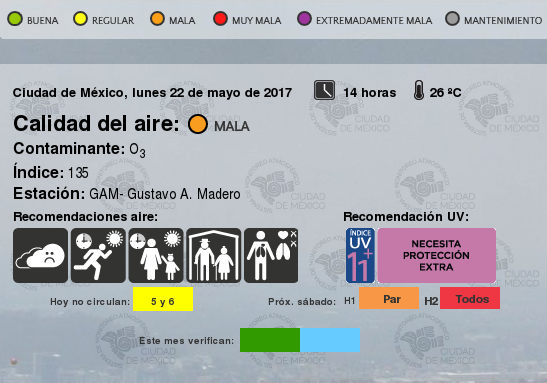 BUENA REGULAR MALA MUY MALA EXTREMADAMENTE MALA MANTENIMIENTO
Ciudad de México, lunes 22 de mayo de 2017 14 horas 26 ºC
Calidad del aire: MALA
Contaminante: O3
Índice: 135
Estación: GAM- Gustavo A. Madero
Recomendaciones aire: Recomendación UV:
ÍNDICE
UV
11+
NECESITA
PROTECCIÓN
EXTRA
Hoy no circulan: 5 y 6 Próx. sábado: H1 Par H2 Todos
Este mes verifican:
CIUDAD
DE MÉXICO